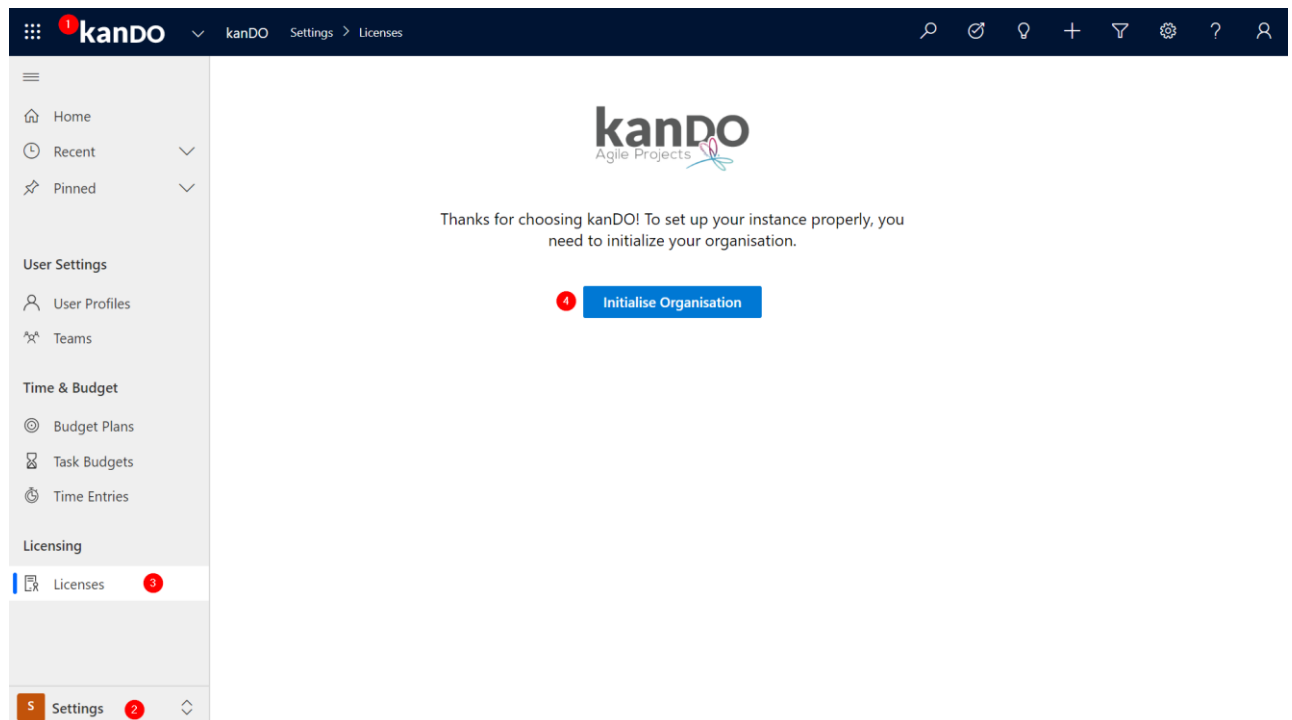 1 kanDO kanDO Settings > Licenses
Home
Recent
Pinned
kanDO
Agile Projects
Thanks for choosing kanDO! To set up your instance properly, you
need to initialize your organisation.
4 Initialise Organisation
User Settings
User Profiles
Teams
Time & Budget
Budget Plans
Task Budgets
Time Entries
Licensing
Licenses 3
S Settings 2